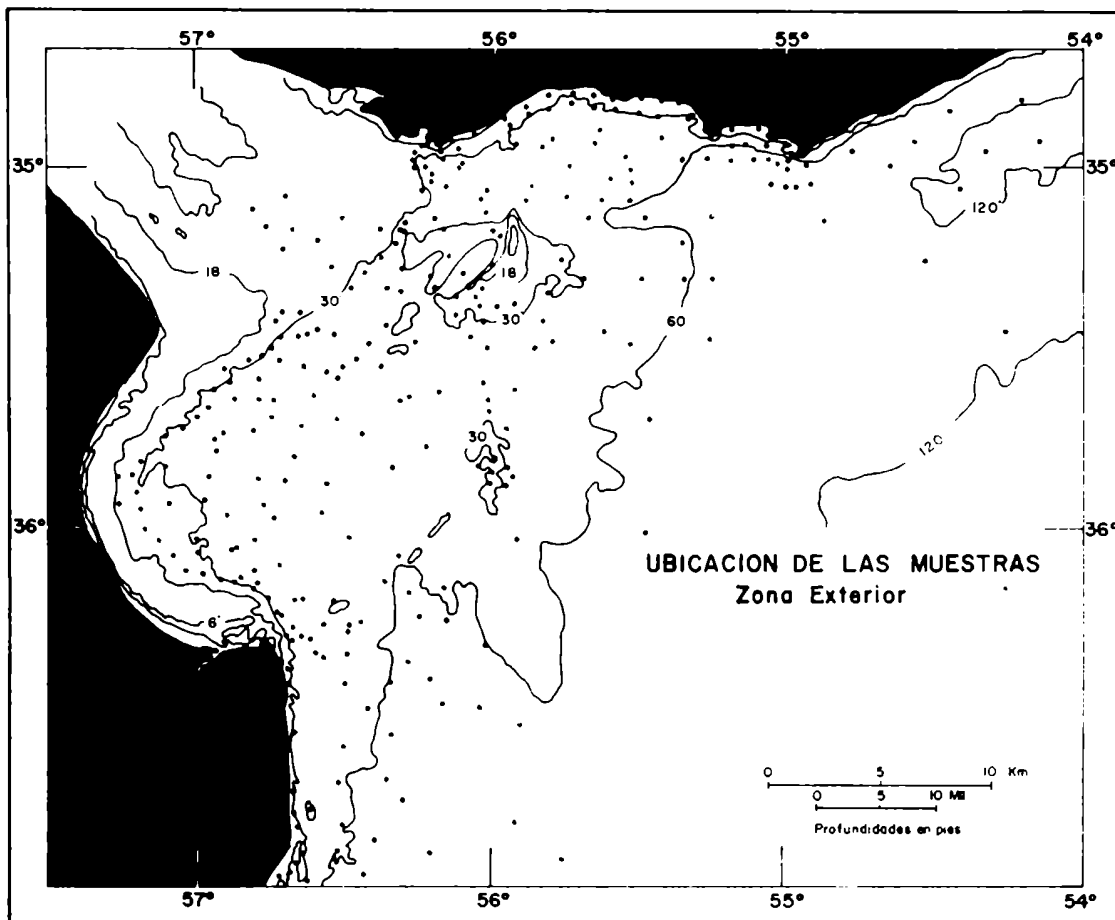 57° 56° 55° 54°
35° 35°
120
18
18
30
30
60
30
120
36° 36°
UBICACION DE LAS MUESTRAS
Zona Exterior
6
0 5 10 Km
0 5 10 Mll
Profundidades en pies
57° 56° 55° 54°